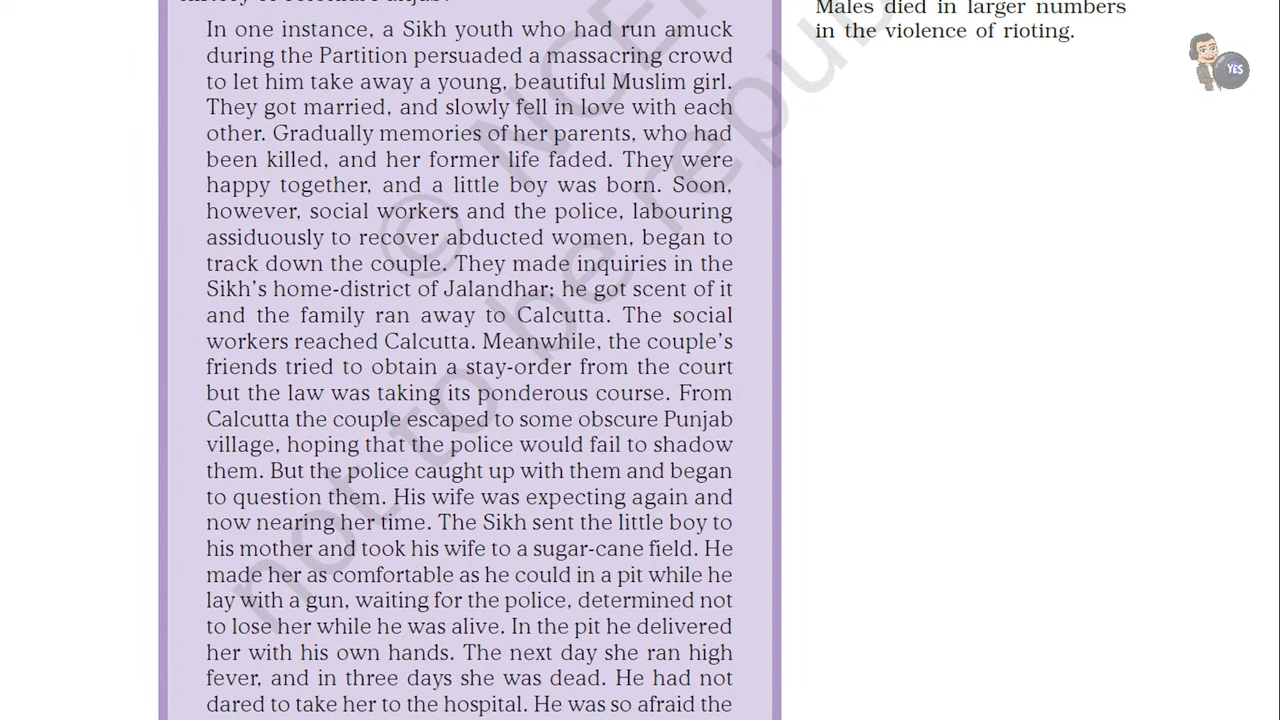 In one instance, a Sikh youth who had run amuck
during the Partition persuaded a massacring crowd
to let him take away a young, beautiful Muslim girl.
They got married, and slowly fell in love with each
other. Gradually memories of her parents, who had
been killed, and her former life faded. They were
happy together, and a little boy was born. Soon,
however, social workers and the police, labouring
assiduously to recover abducted women, began to
track down the couple. They made inquiries in the
Sikh's home-district of Jalandhar; he got scent of it
and the family ran away to Calcutta. The social
workers reached Calcutta. Meanwhile, the couple's
friends tried to obtain a stay-order from the court
but the law was taking its ponderous course. From
Calcutta the couple escaped to some obscure Punjab
village, hoping that the police would fail to shadow
them. But the police caught up with them and began
to question them. His wife was expecting again and
now nearing her time. The Sikh sent the little boy to
his mother and took his wife to a sugar-cane field. He
made her as comfortable as he could in a pit while he
lay with a gun, waiting for the police, determined not
to lose her while he was alive. In the pit he delivered
her with his own hands. The next day she ran high
fever, and in three days she was dead. He had not
dared to take her to the hospital. He was so afraid the
Males died in larger numbers
in the violence of rioting.
YES
© NCE
not to be repu